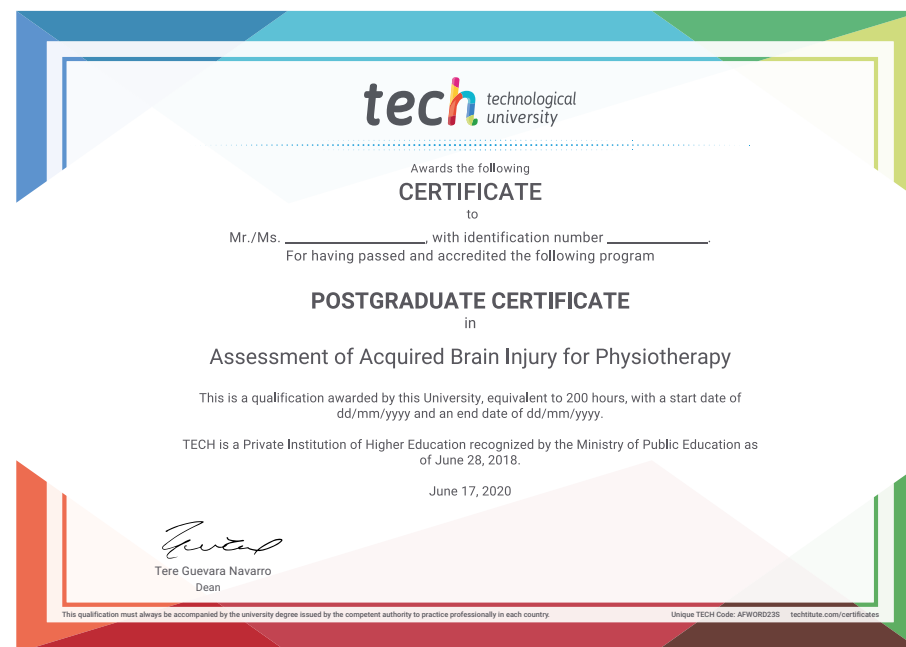 tech technological
university
Awards the following
CERTIFICATE
to
Mr./Ms. ____________________, with identification number ______________.
For having passed and accredited the following program
POSTGRADUATE CERTIFICATE
in
Assessment of Acquired Brain Injury for Physiotherapy
This is a qualification awarded by this University, equivalent to 200 hours, with a start date of
dd/mm/yyyy and an end date of dd/mm/yyyy.
TECH is a Private Institution of Higher Education recognized by the Ministry of Public Education as
of June 28, 2018.
June 17, 2020
Tere Guevara Navarro
Dean
This qualification must always be accompanied by the university degree issued by the competent authority to practice professionally in each country. Unique TECH Code: AFWORD23S techtitute.com/certificates